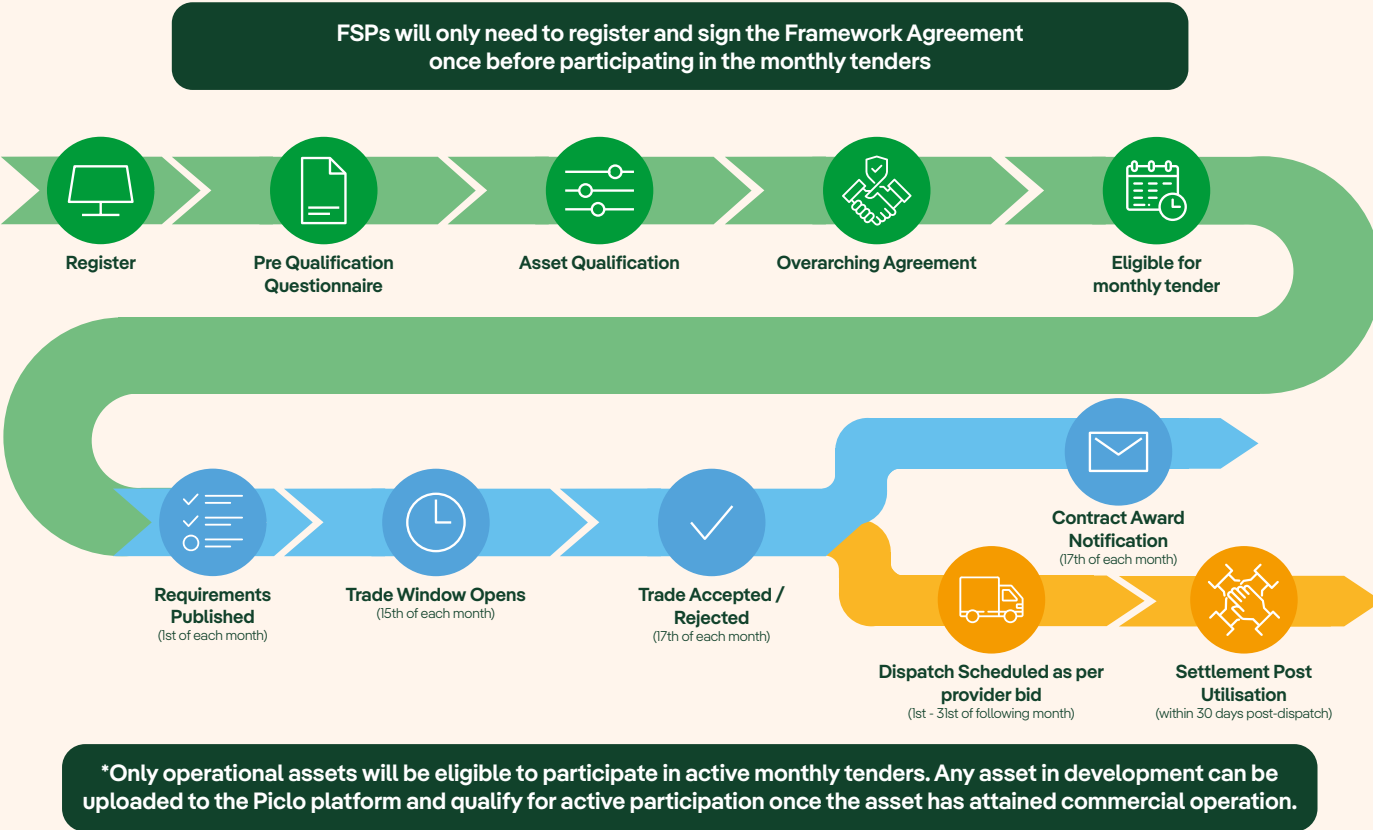 FSPs will only need to register and sign the Framework Agreement
once before participating in the monthly tenders
Register
Pre Qualification
Questionnaire
Asset Qualification
Overarching Agreement
Eligible for
monthly tender
Requirements
Published
(1st of each month)
Trade Window Opens
(15th of each month)
Trade Accepted /
Rejected
(17th of each month)
Contract Award
Notification
(17th of each month)
Dispatch Scheduled as per
provider bid
(1st - 31st of following month)
Settlement Post
Utilisation
(within 30 days post-dispatch)
*Only operational assets will be eligible to participate in active monthly tenders. Any asset in development can be
uploaded to the Piclo platform and qualify for active participation once the asset has attained commercial operation.